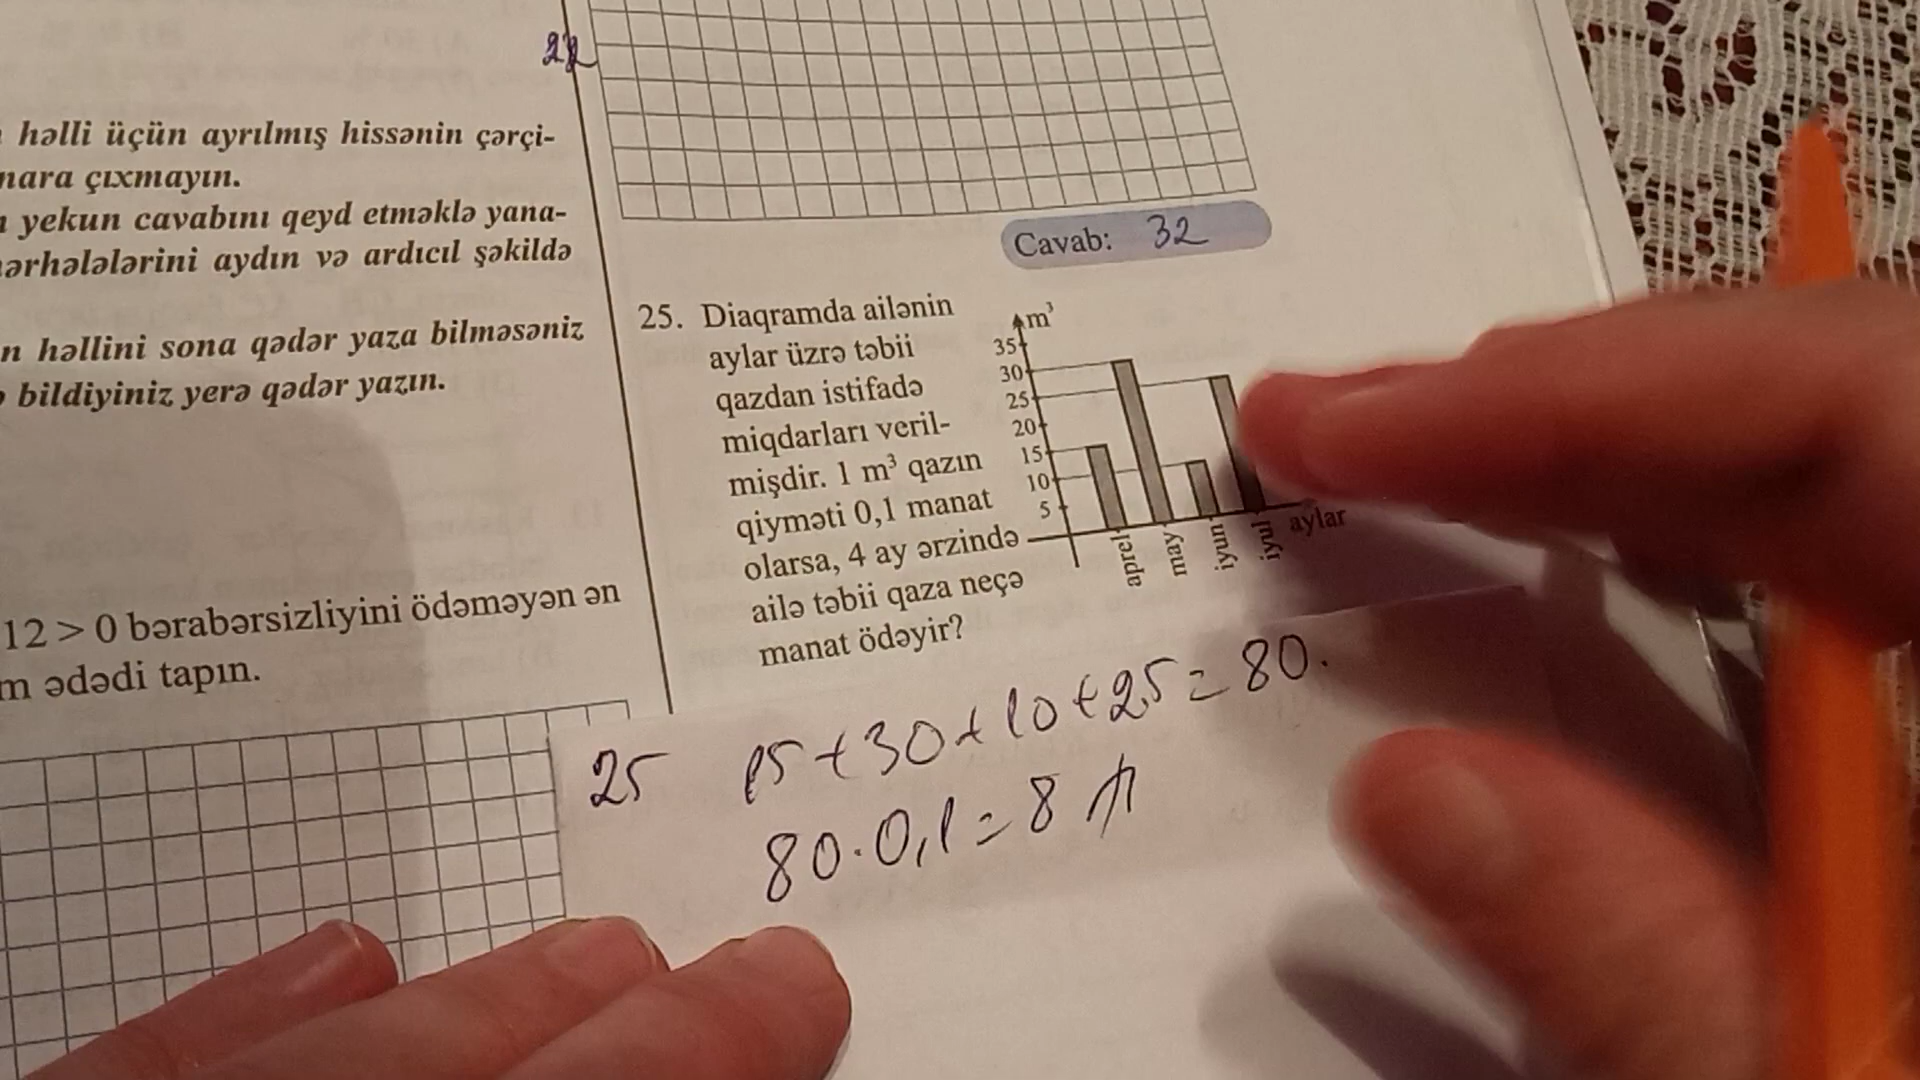 22
həlli üçün ayrılmış hissənin çərçi-
nara çıxmayın.
yekun cavabını qeyd etməklə yana-
ərhələlərini aydın və ardıcıl şəkildə
n həllini sona qədər yaza bilməsəniz
bildiyiniz yerə qədər yazın.
12 > 0 bərabərsizliyini ödəməyən ən
m ədədi tapın.
Cavab: 32
25. Diaqramda ailənin
aylar üzrə təbii
qazdan istifadə
miqdarları veril-
mişdir. 1 m³ qazın
qiyməti 0,1 manat
olarsa, 4 ay ərzində
ailə təbii qaza neçə
manat ödəyir?
m³
35
30
25
20
15
10
5
aprel
may
iyun
iyul
aylar
25 15+30+10+25=80.
80·0,1=8 m